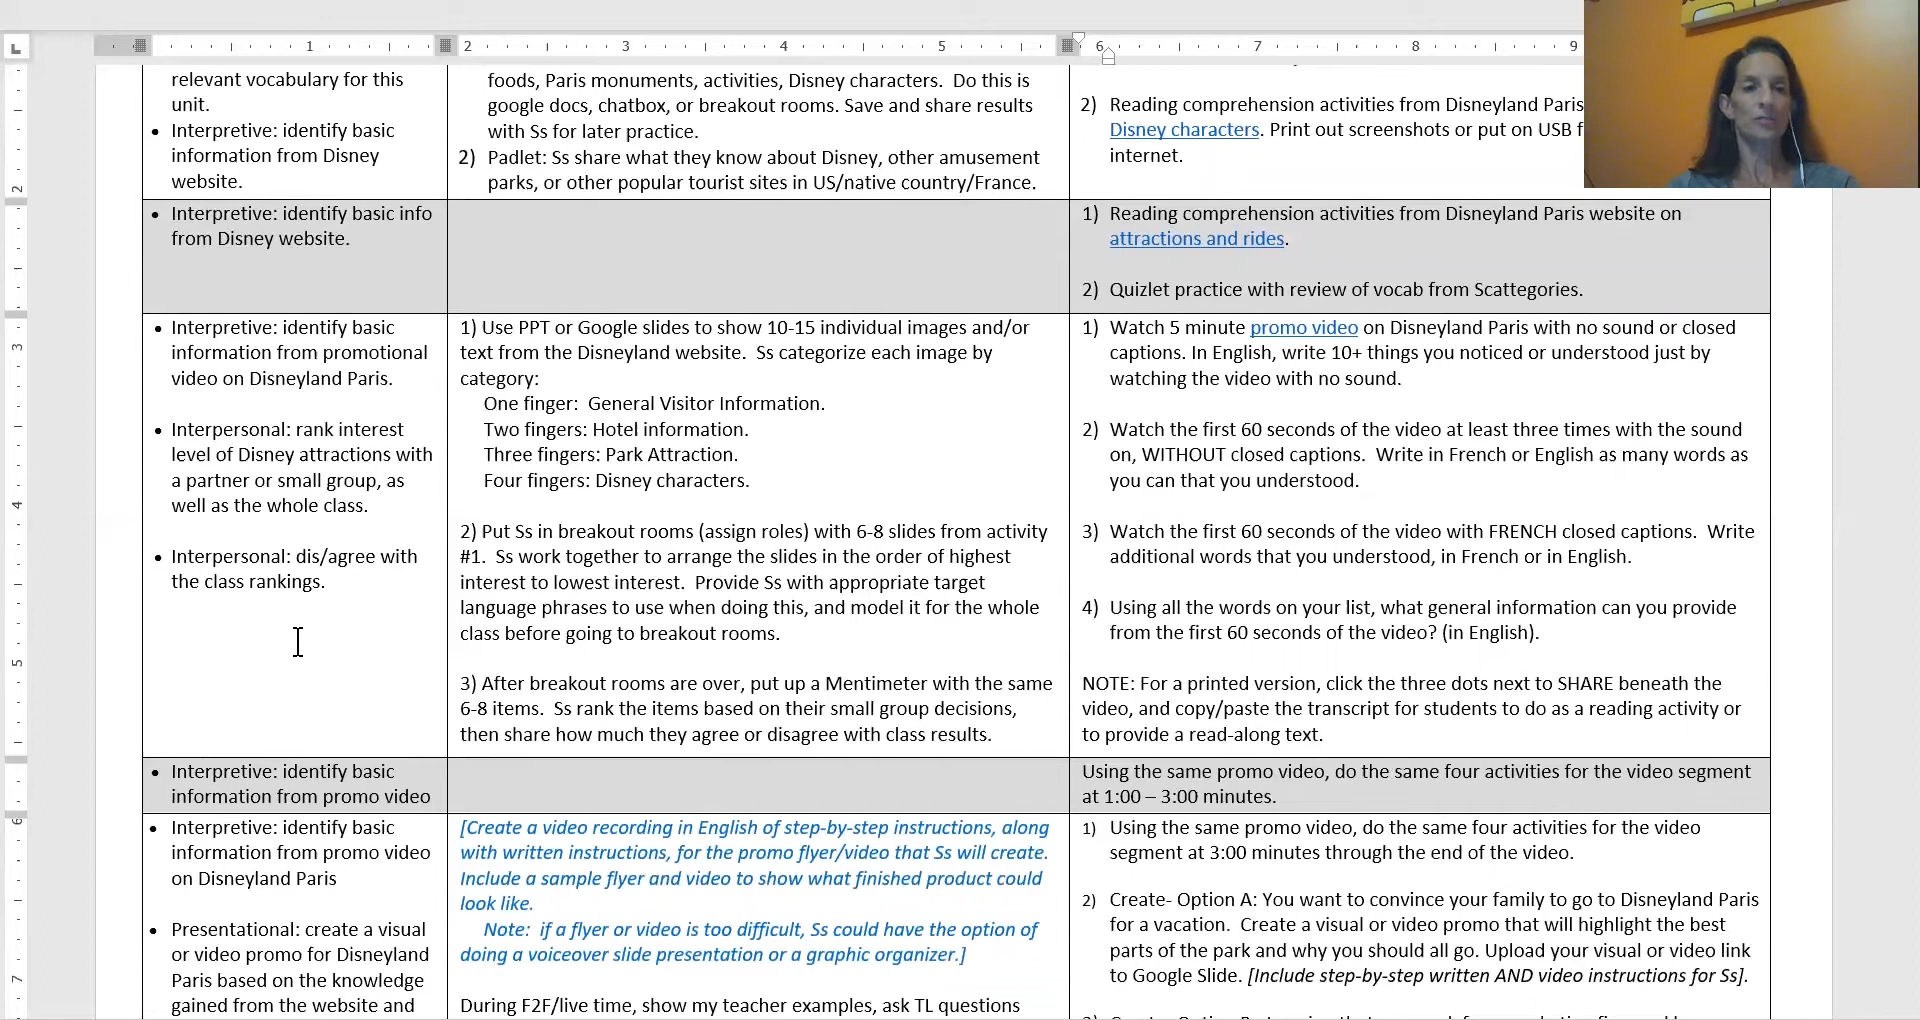 1 2 3 4 5 6 7 8 9
relevant vocabulary for this
unit.
• Interpretive: identify basic
information from Disney
website.
foods, Paris monuments, activities, Disney characters.  Do this is
google docs, chatbox, or breakout rooms. Save and share results
with Ss for later practice.
2) Padlet: Ss share what they know about Disney, other amusement
parks, or other popular tourist sites in US/native country/France.
2) Reading comprehension activities from Disneyland Paris
Disney characters. Print out screenshots or put on USB f
internet.
• Interpretive: identify basic info
from Disney website.
1) Reading comprehension activities from Disneyland Paris website on
attractions and rides.
2) Quizlet practice with review of vocab from Scattegories.
• Interpretive: identify basic
information from promotional
video on Disneyland Paris.
• Interpersonal: rank interest
level of Disney attractions with
a partner or small group, as
well as the whole class.
• Interpersonal: dis/agree with
the class rankings.
1) Use PPT or Google slides to show 10-15 individual images and/or
text from the Disneyland website.  Ss categorize each image by
category:
One finger:  General Visitor Information.
Two fingers: Hotel information.
Three fingers: Park Attraction.
Four fingers: Disney characters.
2) Put Ss in breakout rooms (assign roles) with 6-8 slides from activity
#1.  Ss work together to arrange the slides in the order of highest
interest to lowest interest.  Provide Ss with appropriate target
language phrases to use when doing this, and model it for the whole
class before going to breakout rooms.
3) After breakout rooms are over, put up a Mentimeter with the same
6-8 items.  Ss rank the items based on their small group decisions,
then share how much they agree or disagree with class results.
1) Watch 5 minute promo video on Disneyland Paris with no sound or closed
captions. In English, write 10+ things you noticed or understood just by
watching the video with no sound.
2) Watch the first 60 seconds of the video at least three times with the sound
on, WITHOUT closed captions.  Write in French or English as many words as
you can that you understood.
3) Watch the first 60 seconds of the video with FRENCH closed captions.  Write
additional words that you understood, in French or in English.
4) Using all the words on your list, what general information can you provide
from the first 60 seconds of the video? (in English).
NOTE: For a printed version, click the three dots next to SHARE beneath the
video, and copy/paste the transcript for students to do as a reading activity or
to provide a read-along text.
• Interpretive: identify basic
information from promo video
Using the same promo video, do the same four activities for the video segment
at 1:00 – 3:00 minutes.
• Interpretive: identify basic
information from promo video
on Disneyland Paris
• Presentational: create a visual
or video promo for Disneyland
Paris based on the knowledge
gained from the website and
[Create a video recording in English of step-by-step instructions, along
with written instructions, for the promo flyer/video that Ss will create.
Include a sample flyer and video to show what finished product could
look like.
Note:  if a flyer or video is too difficult, Ss could have the option of
doing a voiceover slide presentation or a graphic organizer.]
During F2F/live time, show my teacher examples, ask TL questions
1) Using the same promo video, do the same four activities for the video
segment at 3:00 minutes through the end of the video.
2) Create- Option A: You want to convince your family to go to Disneyland Paris
for a vacation.  Create a visual or video promo that will highlight the best
parts of the park and why you should all go. Upload your visual or video link
to Google Slide. [Include step-by-step written AND video instructions for Ss].
2
3
4
5
6
7